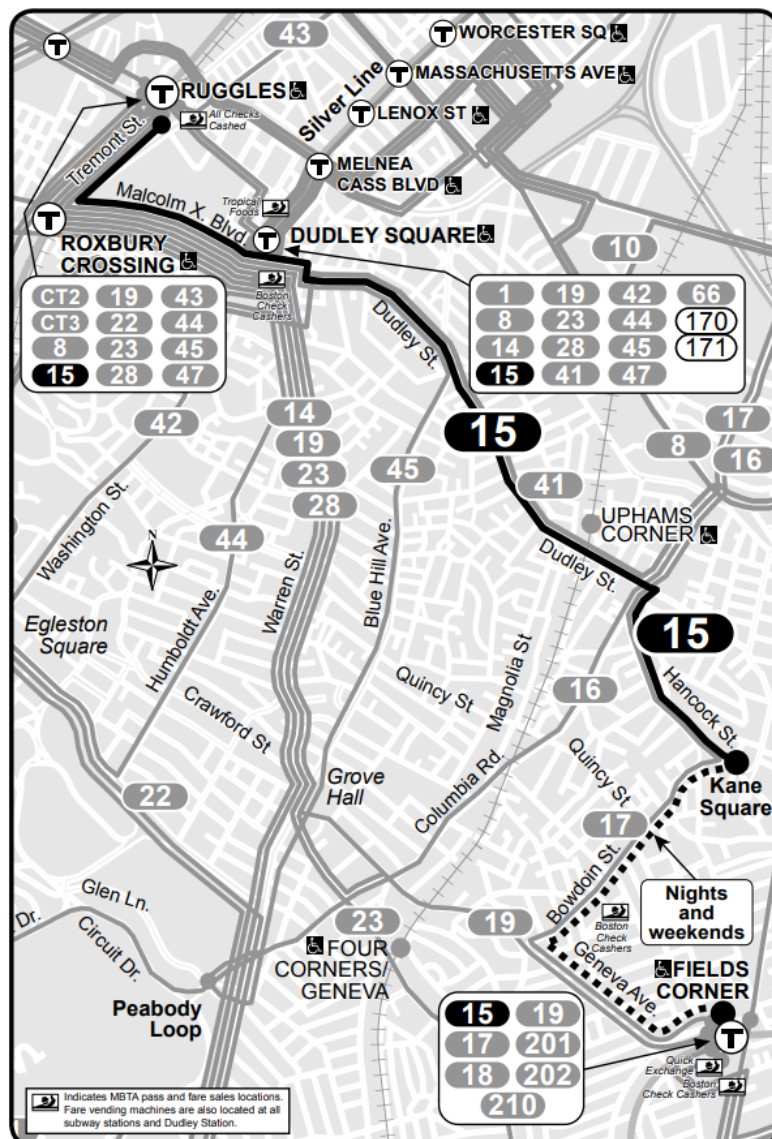 43
WORCESTER SQ
MASSACHUSETTS AVE
Silver Line
LENOX ST
RUGGLES
All Checks
Cashed
Tremont St.
MELNEA
CASS BLVD
Malcolm X. Blvd.
Tropical
Foods
DUDLEY SQUARE
ROXBURY
CROSSING
10
Boston
Check
Cashers
CT2 19 43
CT3 22 44
8 23 45
15 28 47
1 19 42 66
8 23 44 170
14 28 45 171
15 41 47
Dudley St.
42
14
19
23
28
15
17
8
16
45
41
UPHAMS
CORNER
Washington St.
N
44
Warren St.
Blue Hill Ave.
Dudley St.
Egleston
Square
Humboldt Ave.
15
Quincy St
Magnolia St
16
Hancock St.
Crawford St
Quincy St
Grove
Hall
Columbia Rd.
Kane
Square
22
17
Bowdoin St.
Nights
and
weekends
Glen Ln.
Dr.
Circuit Dr.
23
19
Boston
Check
Cashers
FOUR
CORNERS/
GENEVA
Geneva Ave.
FIELDS
CORNER
Peabody
Loop
15 19
17 201
18 202
210
Quick
Exchange
Boston
Check Cashers
Indicates MBTA pass and fare sales locations.
Fare vending machines are also located at all
subway stations and Dudley Station.
T
T
T
T
T
T
T
T